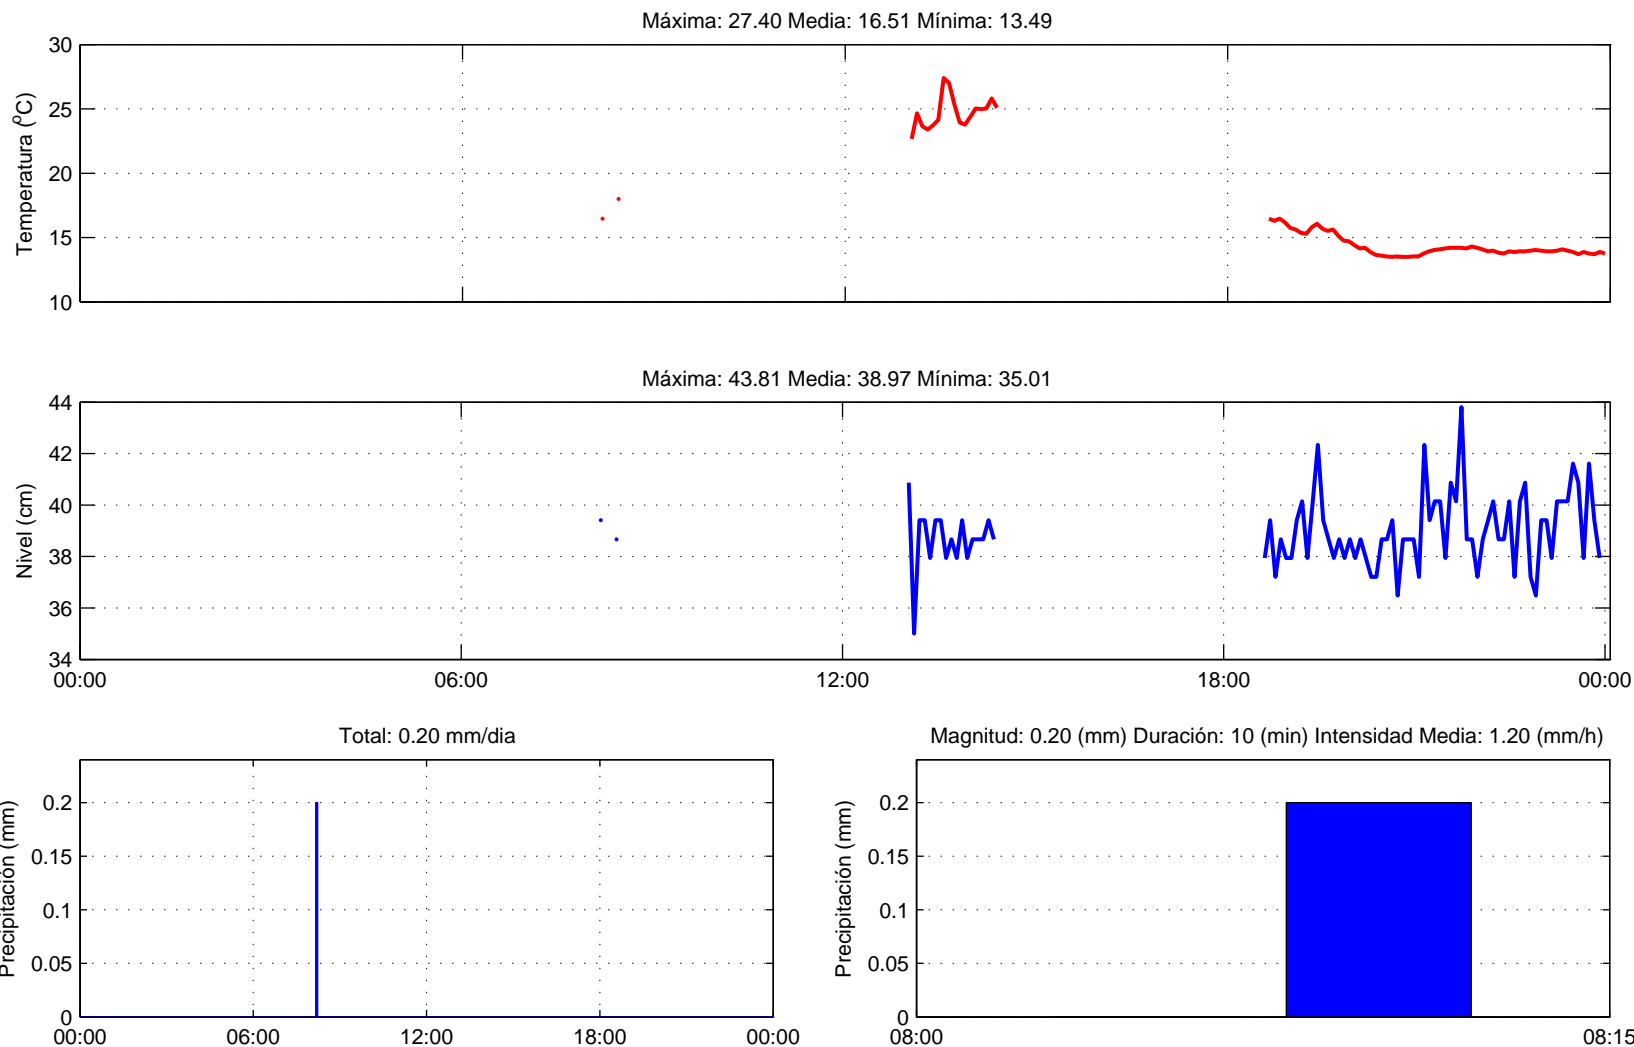 Máxima: 27.40 Media: 16.51 Mínima: 13.49
30
25
20
15
10
Temperatura (ºC)
Máxima: 43.81 Media: 38.97 Mínima: 35.01
44
42
40
38
36
34
Nivel (cm)
00:00 06:00 12:00 18:00 00:00
Total: 0.20 mm/dia
0.2
0.15
0.1
0.05
0
Precipitación (mm)
00:00 06:00 12:00 18:00 00:00
Magnitud: 0.20 (mm) Duración: 10 (min) Intensidad Media: 1.20 (mm/h)
0.2
0.15
0.1
0.05
0
Precipitación (mm)
08:00 08:15